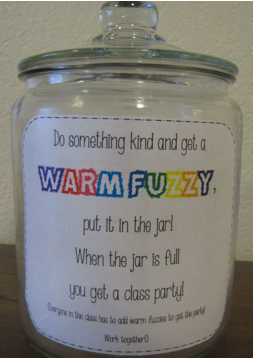 Do something kind and get a
WARM FUZZY,
put it in the jar!
When the jar is full
you get a class party!
(Everyone in the class has to add warm fuzzies to get the party!
Work together!)